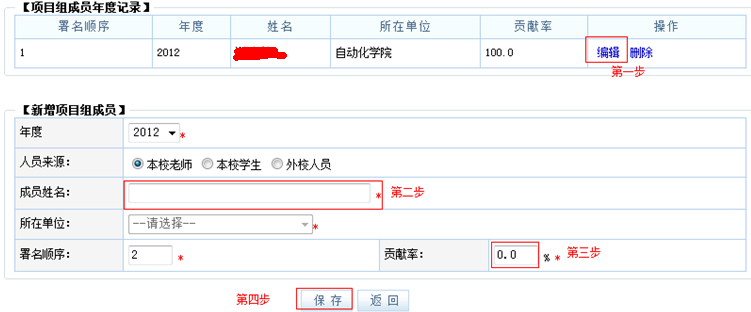 【项目组成员年度记录】
署名顺序 年度 姓名 所在单位 贡献率 操作
1 2012 自动化学院 100.0 编辑 删除
第一步
【新增项目组成员】
年度 2012 *
人员来源: 本校老师 本校学生 外校人员
成员姓名: * 第二步
所在单位: --请选择-- *
署名顺序: 2 * 贡献率: 0.0 % * 第三步
第四步 保存 返回